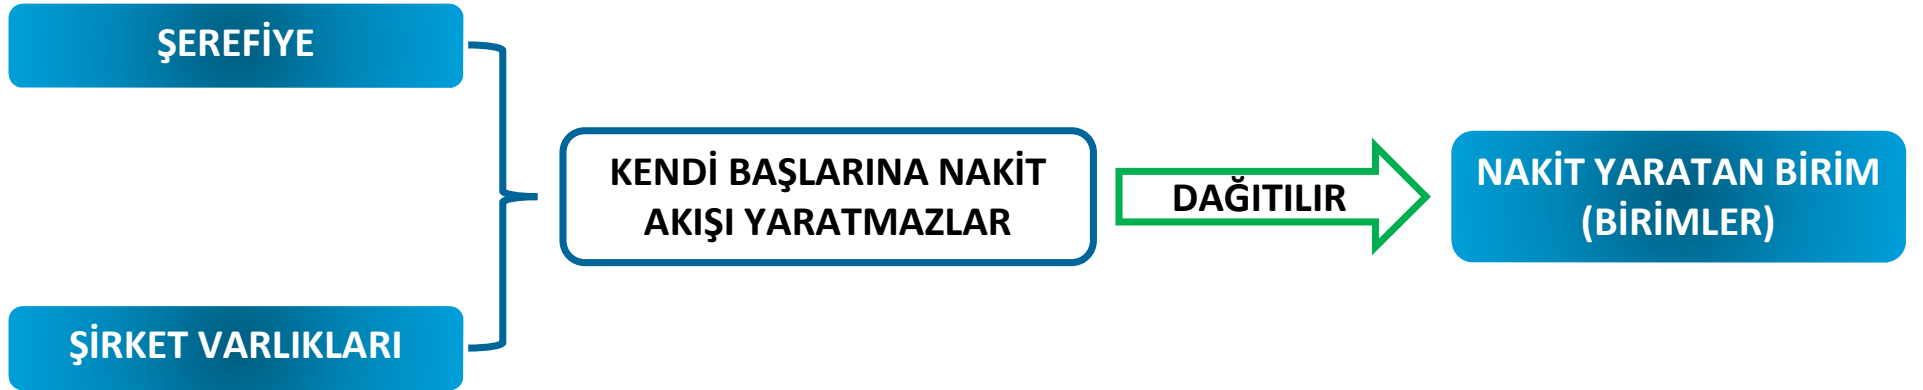 ŞEREFİYE
KENDİ BAŞLARINA NAKİT
AKIŞI YARATMAZLAR
DAĞITILIR
NAKİT YARATAN BİRİM
(BİRİMLER)
ŞİRKET VARLIKLARI